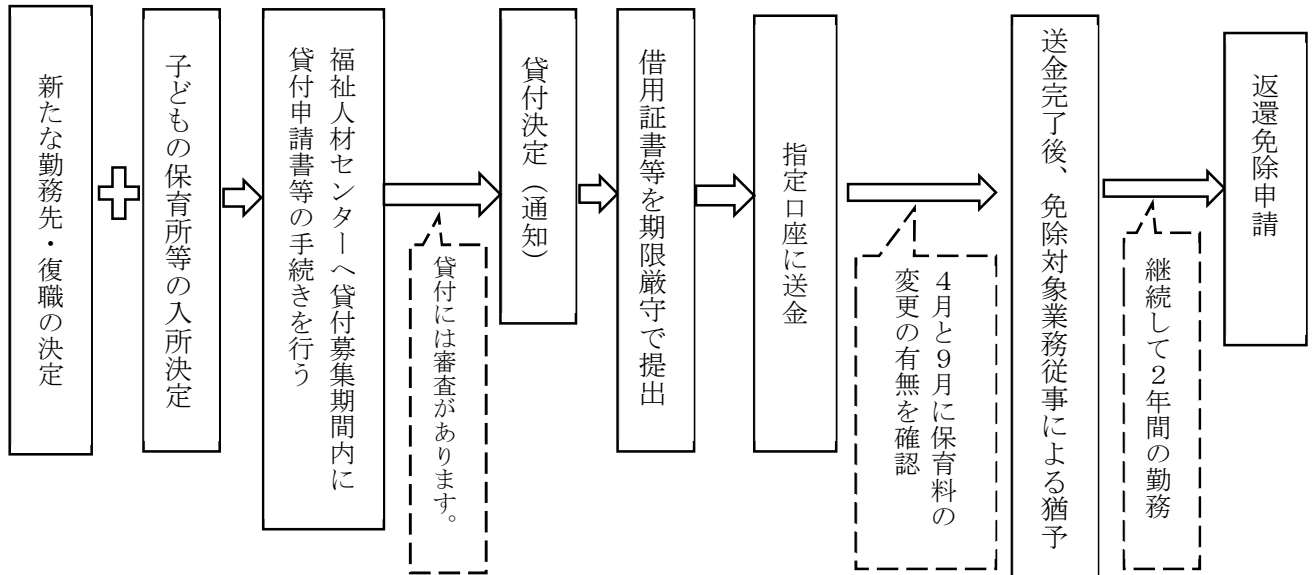 新たな勤務先・復職の決定
子どもの保育所等の入所決定
福祉人材センターへ貸付募集期間内に
貸付申請書等の手続きを行う
貸付には審査があります。
貸付決定（通知）
借用証書等を期限厳守で提出
指定口座に送金
４月と９月に保育料の
変更の有無を確認
送金完了後、免除対象業務従事による猶予
継続して２年間の勤務
返還免除申請